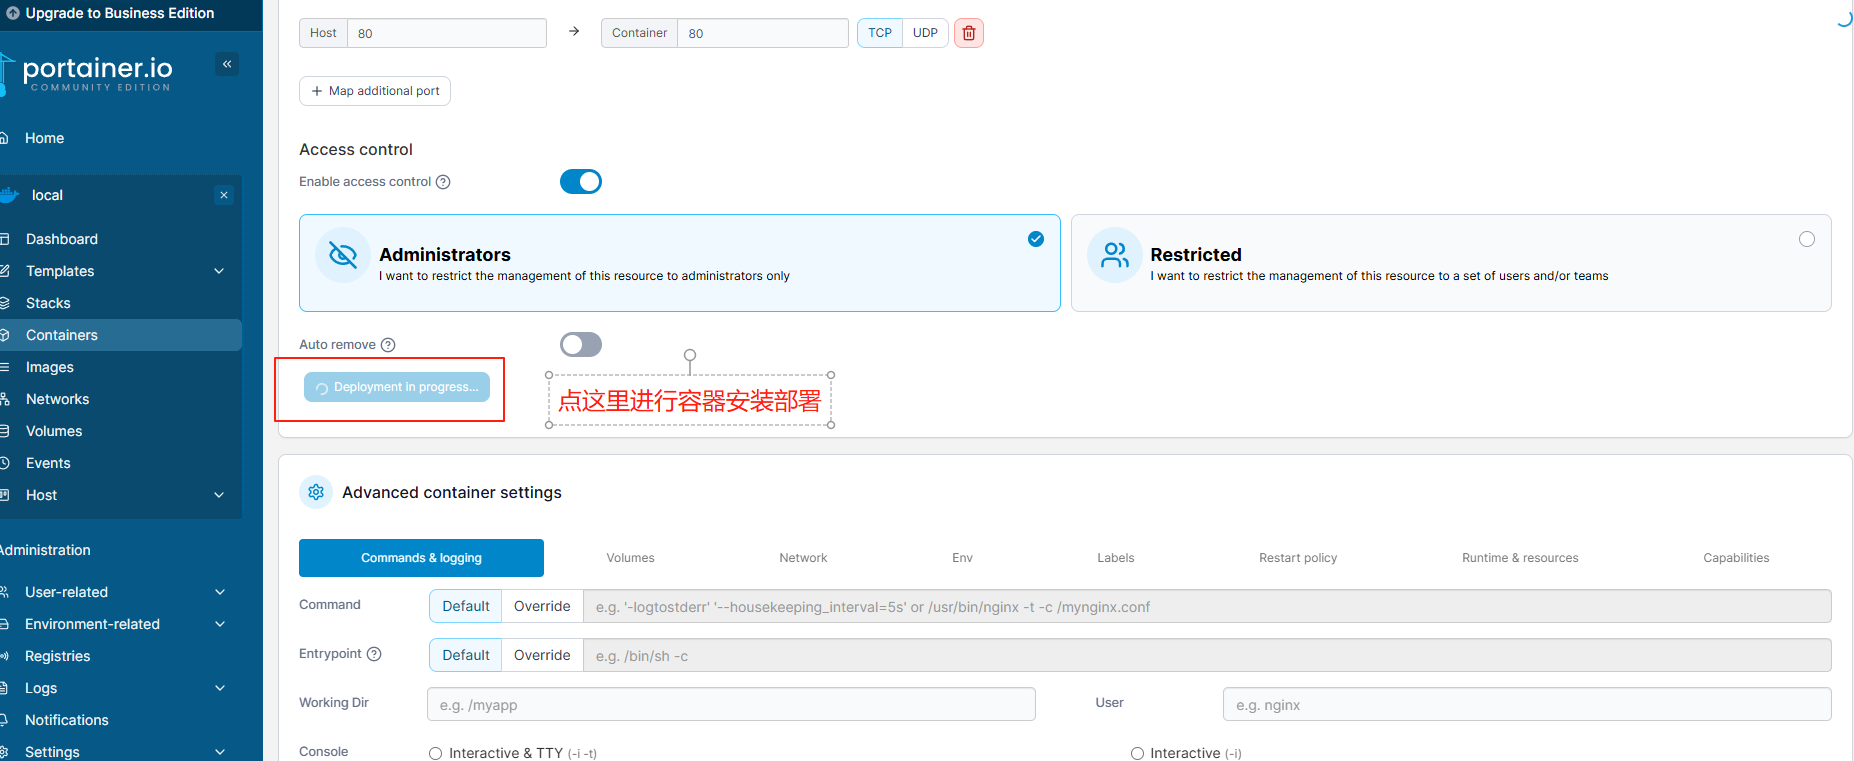 Upgrade to Business Edition
portainer.io
COMMUNITY EDITION
Home
local
Dashboard
Templates
Stacks
Containers
Images
Networks
Volumes
Events
Host
Administration
User-related
Environment-related
Registries
Logs
Notifications
Settings
Host 80 → Container 80 TCP UDP
+ Map additional port
Access control
Enable access control
Administrators
I want to restrict the management of this resource to administrators only
Restricted
I want to restrict the management of this resource to a set of users and/or teams
Auto remove
Deployment in progress...
点这里进行容器安装部署
Advanced container settings
Commands & logging Volumes Network Env Labels Restart policy Runtime & resources Capabilities
Command Default Override e.g. '-logtostderr' '--housekeeping_interval=5s' or /usr/bin/nginx -t -c /mynginx.conf
Entrypoint Default Override e.g. /bin/sh -c
Working Dir e.g. /myapp User e.g. nginx
Console Interactive & TTY (-i -t) Interactive (-i)